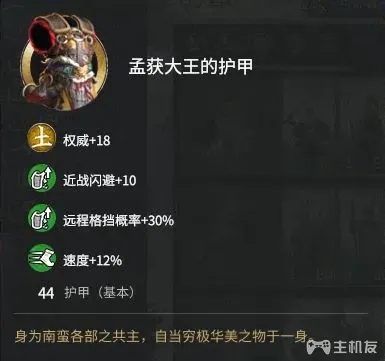 孟获大王的护甲
土 权威+18
近战闪避+10
远程格挡概率+30%
速度+12%
44 护甲（基本）
身为南蛮各部之共主，自当穷极华美之物于一身。
主机友